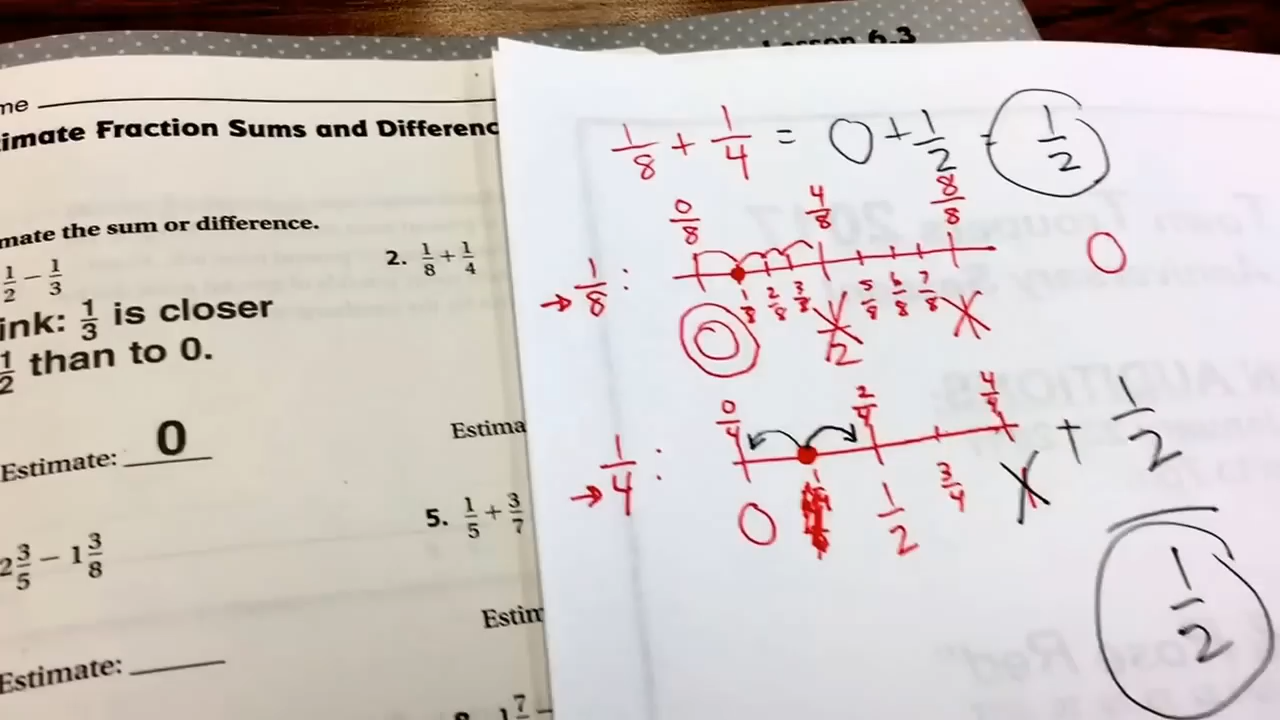 Lesson 6.3
me
imate Fraction Sums and Differenc
mate the sum or difference.
1/2 − 1/3
2. 1/8 + 1/4
ink: 1/3 is closer
1/2 than to 0.
Estimate: 0
Estima
5. 1/5 + 3/7
2 3/5 − 1 3/8
Estim
Estimate:
1/8 + 1/4 = 0 + 1/2 = 1/2
0/8 4/8 8/8
→ 1/8 : 0
1/8 2/8 3/8 5/8 6/8 7/8
0 1/2
0/4 2/4 4/4
→ 1/4 : + 1/2
0 1/2 3/4
1/2